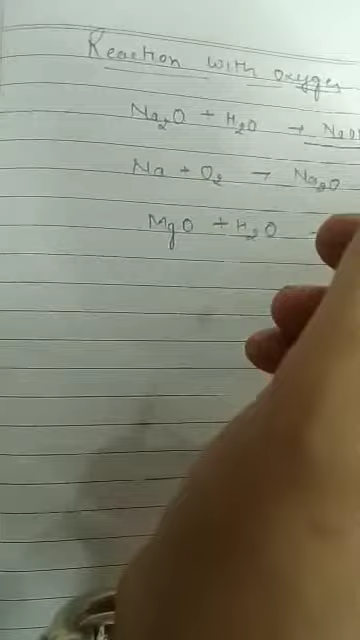 Reaction with oxygen
Na₂O + H₂O → NaOH
Na + O₂ → Na₂O
MgO + H₂O